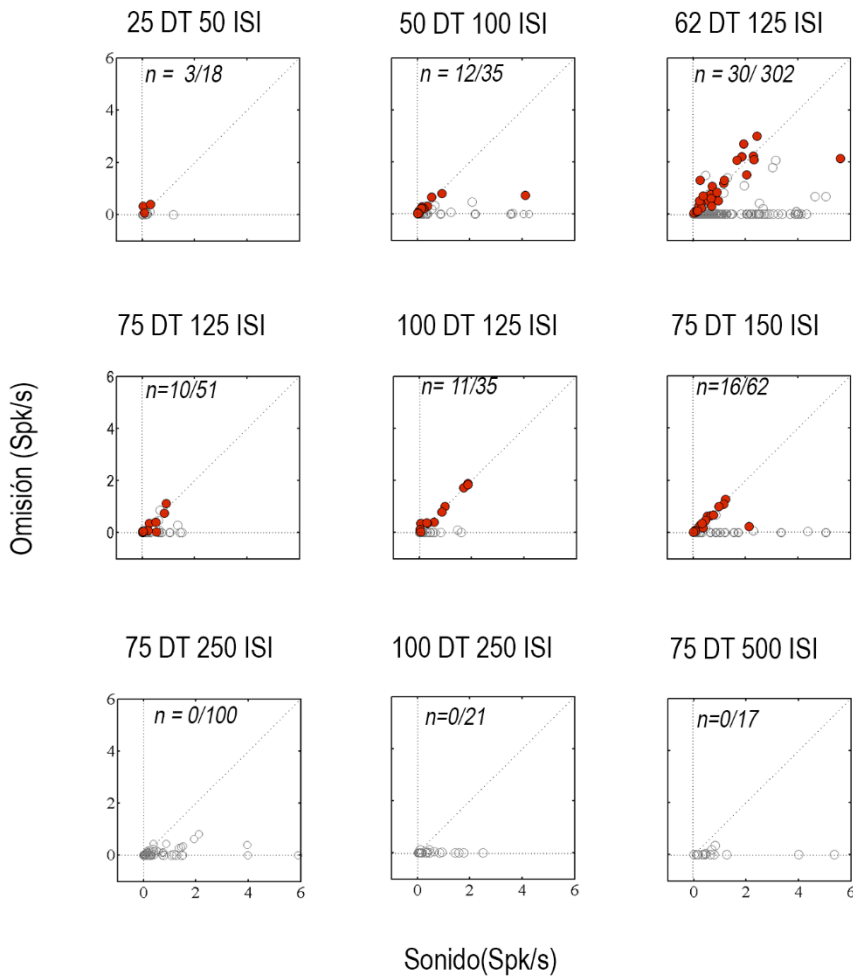 25 DT 50 ISI
50 DT 100 ISI
62 DT 125 ISI
6
4
2
0
n = 3/18
n = 12/35
n = 30/ 302
75 DT 125 ISI
100 DT 125 ISI
75 DT 150 ISI
6
4
2
0
n=10/51
n= 11/35
n=16/62
Omisión (Spk/s)
75 DT 250 ISI
100 DT 250 ISI
75 DT 500 ISI
6
4
2
0
n = 0/100
n=0/21
n=0/17
0 2 4 6
0 2 4 6
0 2 4 6
Sonido(Spk/s)